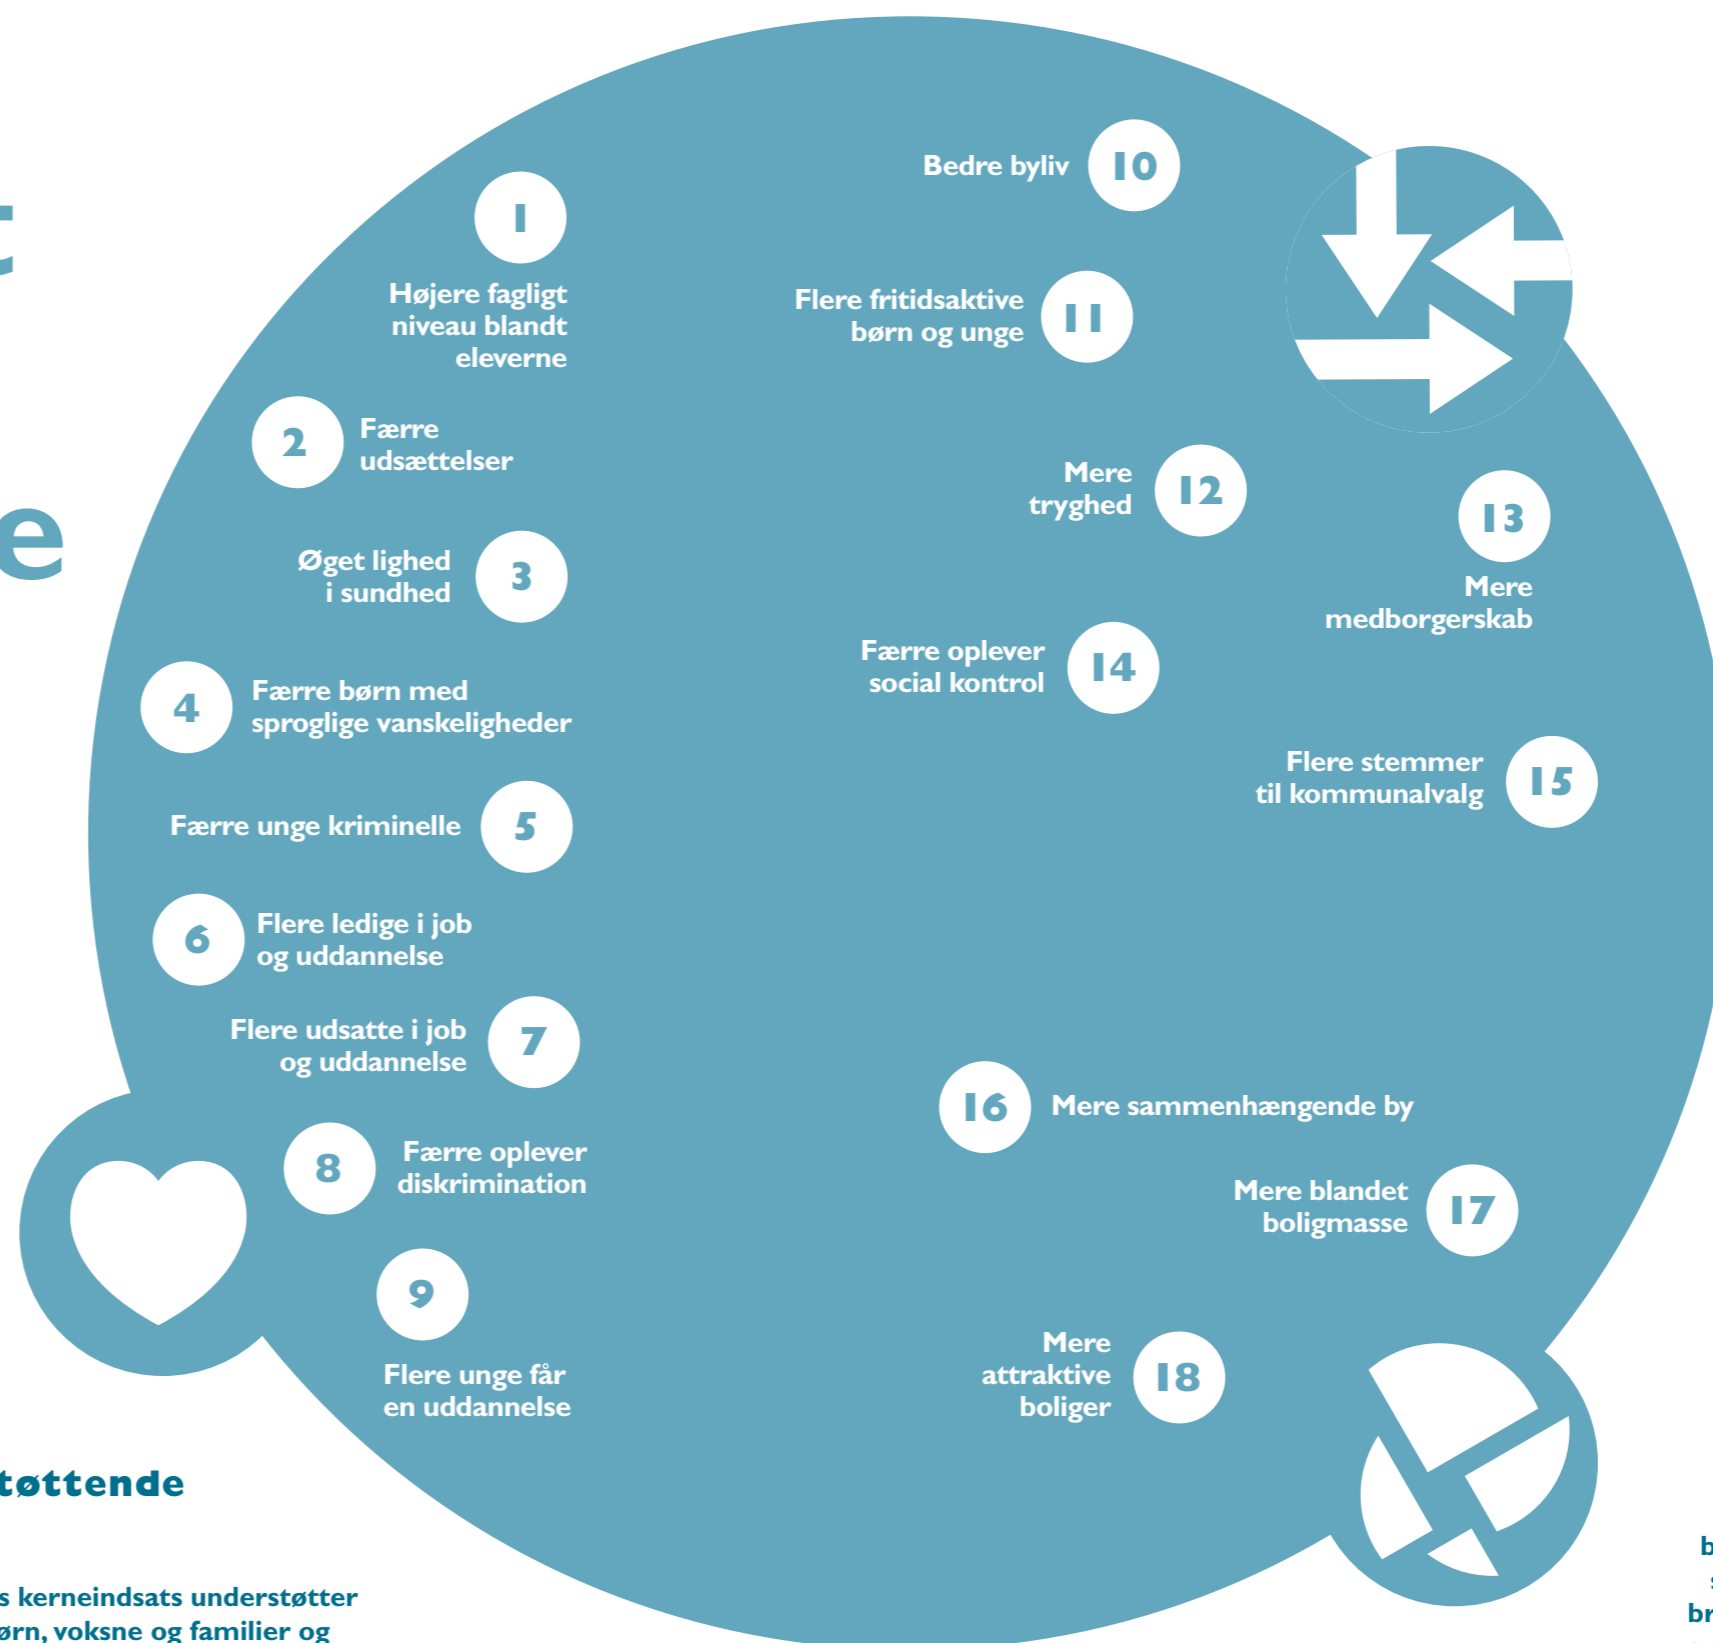 1
Højere fagligt
niveau blandt
eleverne
2
Færre
udsættelser
Øget lighed
i sundhed
3
4
Færre børn med
sproglige vanskeligheder
Færre unge kriminelle
5
6
Flere ledige i job
og uddannelse
Flere udsatte i job
og uddannelse
7
8
Færre oplever
diskrimination
9
Flere unge får
en uddannelse
Bedre byliv
10
Flere fritidsaktive
børn og unge
11
Mere
tryghed
12
13
Mere
medborgerskab
Færre oplever
social kontrol
14
Flere stemmer
til kommunalvalg
15
16
Mere sammenhængende by
Mere blandet
boligmasse
17
Mere
attraktive
boliger
18
kerneindsats understøtter
voksne og familier og